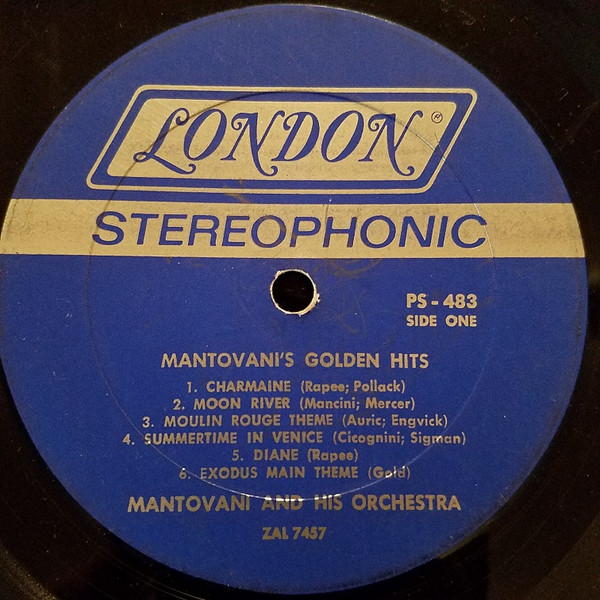 LONDON ®
STEREOPHONIC
PS - 483
SIDE ONE
MANTOVANI'S GOLDEN HITS
1. CHARMAINE (Rapee; Pollack)
2. MOON RIVER (Mancini; Mercer)
3. MOULIN ROUGE THEME (Auric; Engvick)
4. SUMMERTIME IN VENICE (Cicognini; Sigman)
5. DIANE (Rapee)
6. EXODUS MAIN THEME (Gold)
MANTOVANI AND HIS ORCHESTRA
ZAL 7457